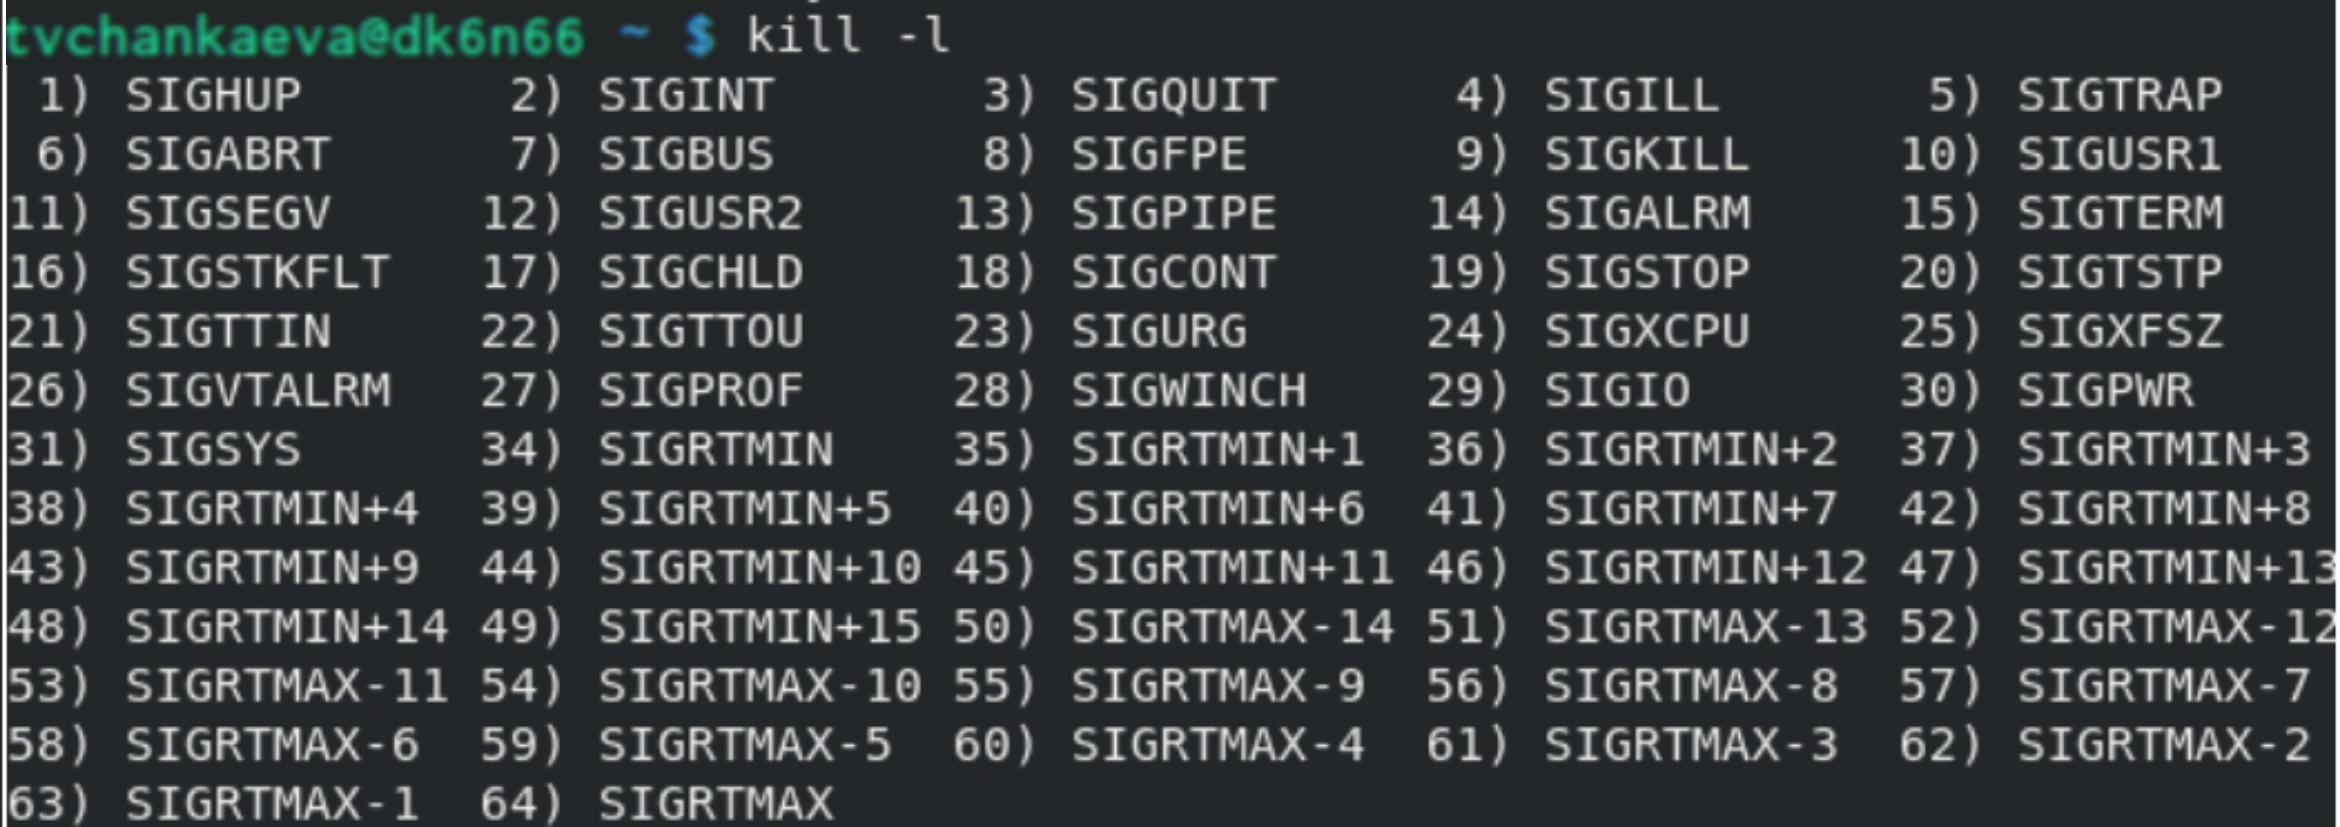 tvchankaeva@dk6n66 ~ $ kill -l
 1) SIGHUP       2) SIGINT       3) SIGQUIT      4) SIGILL       5) SIGTRAP
 6) SIGABRT      7) SIGBUS       8) SIGFPE       9) SIGKILL     10) SIGUSR1
11) SIGSEGV     12) SIGUSR2     13) SIGPIPE     14) SIGALRM     15) SIGTERM
16) SIGSTKFLT   17) SIGCHLD     18) SIGCONT     19) SIGSTOP     20) SIGTSTP
21) SIGTTIN     22) SIGTTOU     23) SIGURG      24) SIGXCPU     25) SIGXFSZ
26) SIGVTALRM   27) SIGPROF     28) SIGWINCH    29) SIGIO       30) SIGPWR
31) SIGSYS      34) SIGRTMIN    35) SIGRTMIN+1  36) SIGRTMIN+2  37) SIGRTMIN+3
38) SIGRTMIN+4  39) SIGRTMIN+5  40) SIGRTMIN+6  41) SIGRTMIN+7  42) SIGRTMIN+8
43) SIGRTMIN+9  44) SIGRTMIN+10 45) SIGRTMIN+11 46) SIGRTMIN+12 47) SIGRTMIN+13
48) SIGRTMIN+14 49) SIGRTMIN+15 50) SIGRTMAX-14 51) SIGRTMAX-13 52) SIGRTMAX-12
53) SIGRTMAX-11 54) SIGRTMAX-10 55) SIGRTMAX-9  56) SIGRTMAX-8  57) SIGRTMAX-7
58) SIGRTMAX-6  59) SIGRTMAX-5  60) SIGRTMAX-4  61) SIGRTMAX-3  62) SIGRTMAX-2
63) SIGRTMAX-1  64) SIGRTMAX